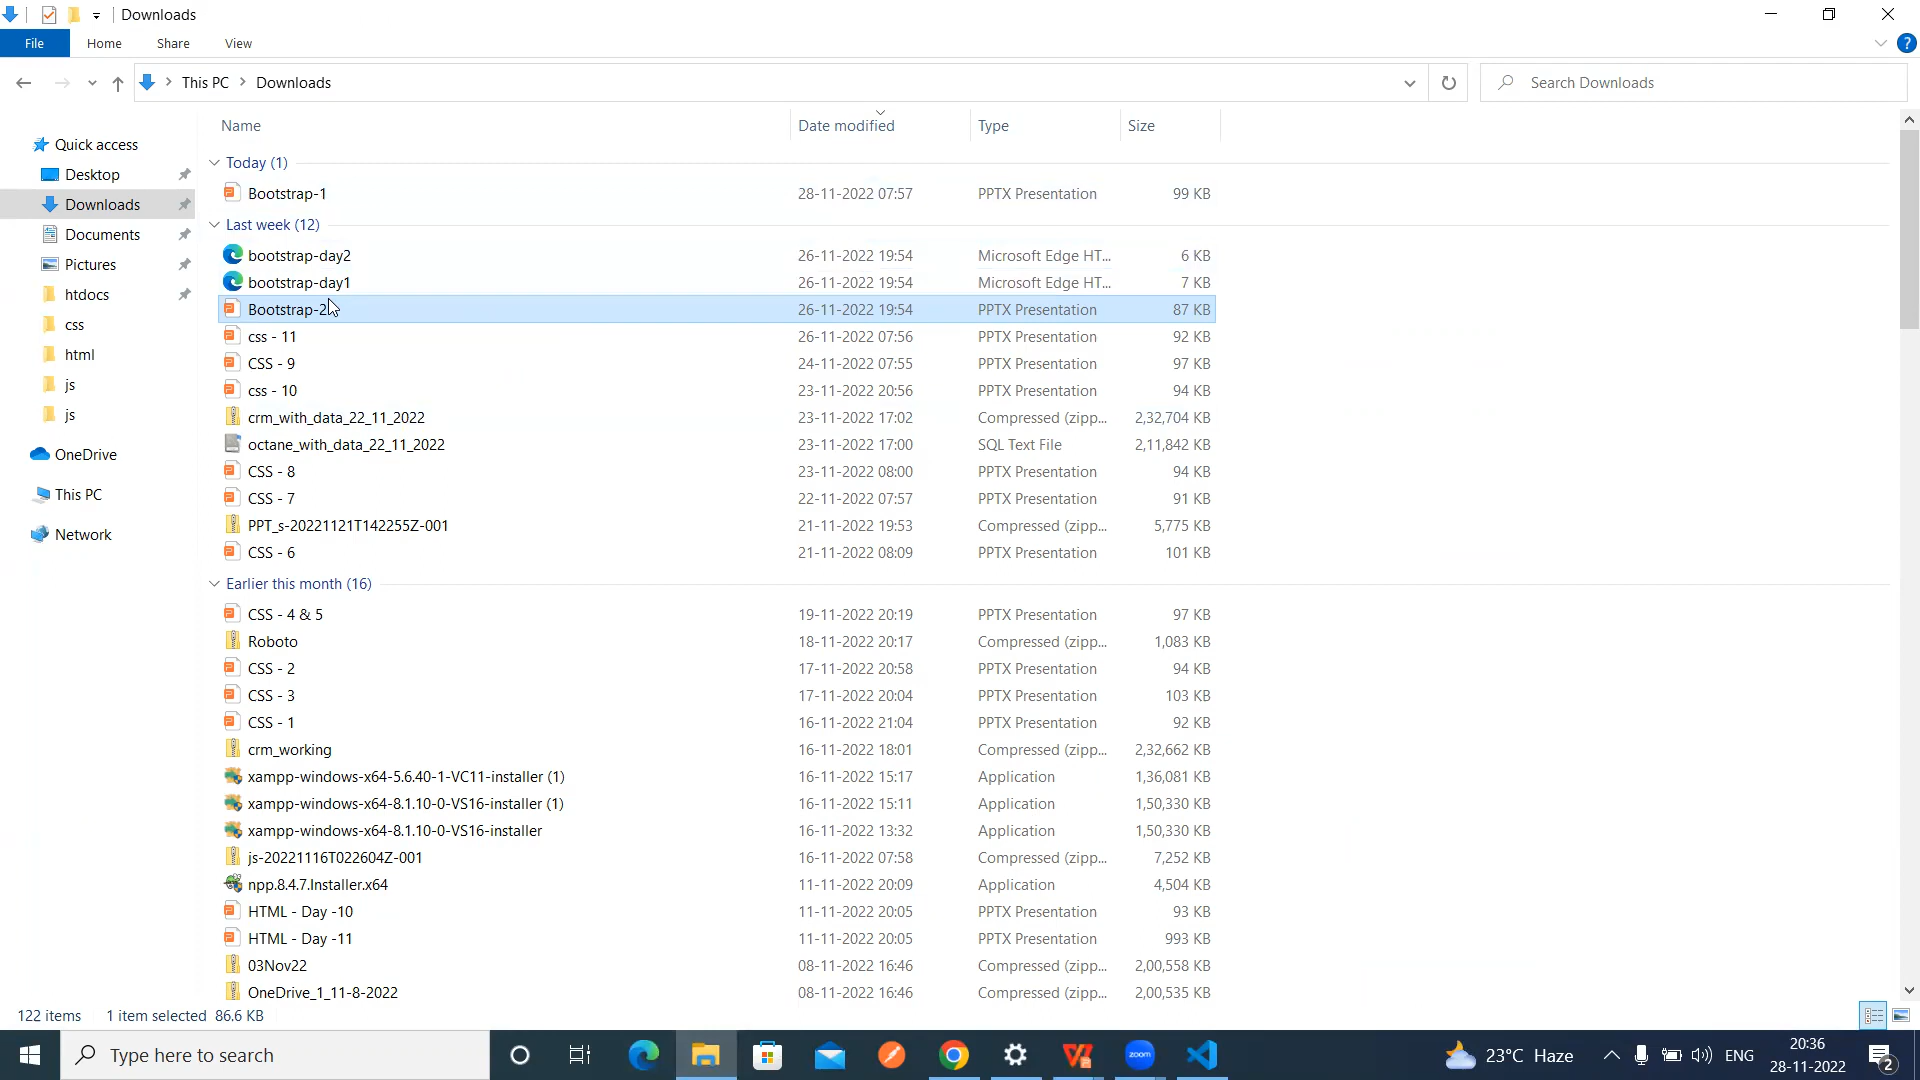 Downloads
File Home Share View
This PC Downloads
Search Downloads
Name Date modified Type Size
Quick access
Desktop
Downloads
Documents
Pictures
htdocs
css
html
js
js
OneDrive
This PC
Network
Today (1)
Bootstrap-1 28-11-2022 07:57 PPTX Presentation 99 KB
Last week (12)
bootstrap-day2 26-11-2022 19:54 Microsoft Edge HT... 6 KB
bootstrap-day1 26-11-2022 19:54 Microsoft Edge HT... 7 KB
Bootstrap-2 26-11-2022 19:54 PPTX Presentation 87 KB
css - 11 26-11-2022 07:56 PPTX Presentation 92 KB
CSS - 9 24-11-2022 07:55 PPTX Presentation 97 KB
css - 10 23-11-2022 20:56 PPTX Presentation 94 KB
crm_with_data_22_11_2022 23-11-2022 17:02 Compressed (zipp... 2,32,704 KB
octane_with_data_22_11_2022 23-11-2022 17:00 SQL Text File 2,11,842 KB
CSS - 8 23-11-2022 08:00 PPTX Presentation 94 KB
CSS - 7 22-11-2022 07:57 PPTX Presentation 91 KB
PPT_s-20221121T142255Z-001 21-11-2022 19:53 Compressed (zipp... 5,775 KB
CSS - 6 21-11-2022 08:09 PPTX Presentation 101 KB
Earlier this month (16)
CSS - 4 & 5 19-11-2022 20:19 PPTX Presentation 97 KB
Roboto 18-11-2022 20:17 Compressed (zipp... 1,083 KB
CSS - 2 17-11-2022 20:58 PPTX Presentation 94 KB
CSS - 3 17-11-2022 20:04 PPTX Presentation 103 KB
CSS - 1 16-11-2022 21:04 PPTX Presentation 92 KB
crm_working 16-11-2022 18:01 Compressed (zipp... 2,32,662 KB
xampp-windows-x64-5.6.40-1-VC11-installer (1) 16-11-2022 15:17 Application 1,36,081 KB
xampp-windows-x64-8.1.10-0-VS16-installer (1) 16-11-2022 15:11 Application 1,50,330 KB
xampp-windows-x64-8.1.10-0-VS16-installer 16-11-2022 13:32 Application 1,50,330 KB
js-20221116T022604Z-001 16-11-2022 07:58 Compressed (zipp... 7,252 KB
npp.8.4.7.Installer.x64 11-11-2022 20:09 Application 4,504 KB
HTML - Day -10 11-11-2022 20:05 PPTX Presentation 93 KB
HTML - Day -11 11-11-2022 20:05 PPTX Presentation 993 KB
03Nov22 08-11-2022 16:46 Compressed (zipp... 2,00,558 KB
OneDrive_1_11-8-2022 08-11-2022 16:46 Compressed (zipp... 2,00,535 KB
122 items 1 item selected 86.6 KB
Type here to search
zoom
23°C Haze
ENG
20:36
28-11-2022
2